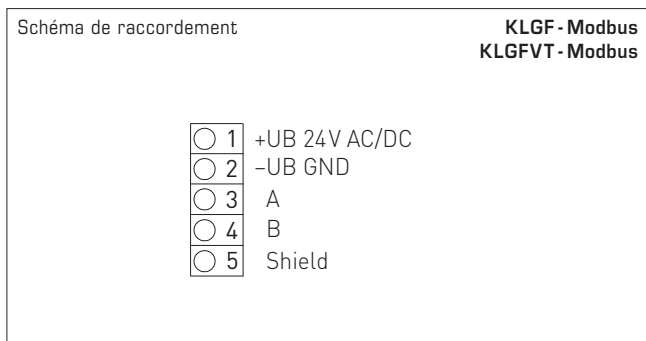 Schéma de raccordement
KLGF - Modbus
KLGFVT - Modbus
1 +UB 24V AC/DC
2 –UB GND
3 A
4 B
5 Shield